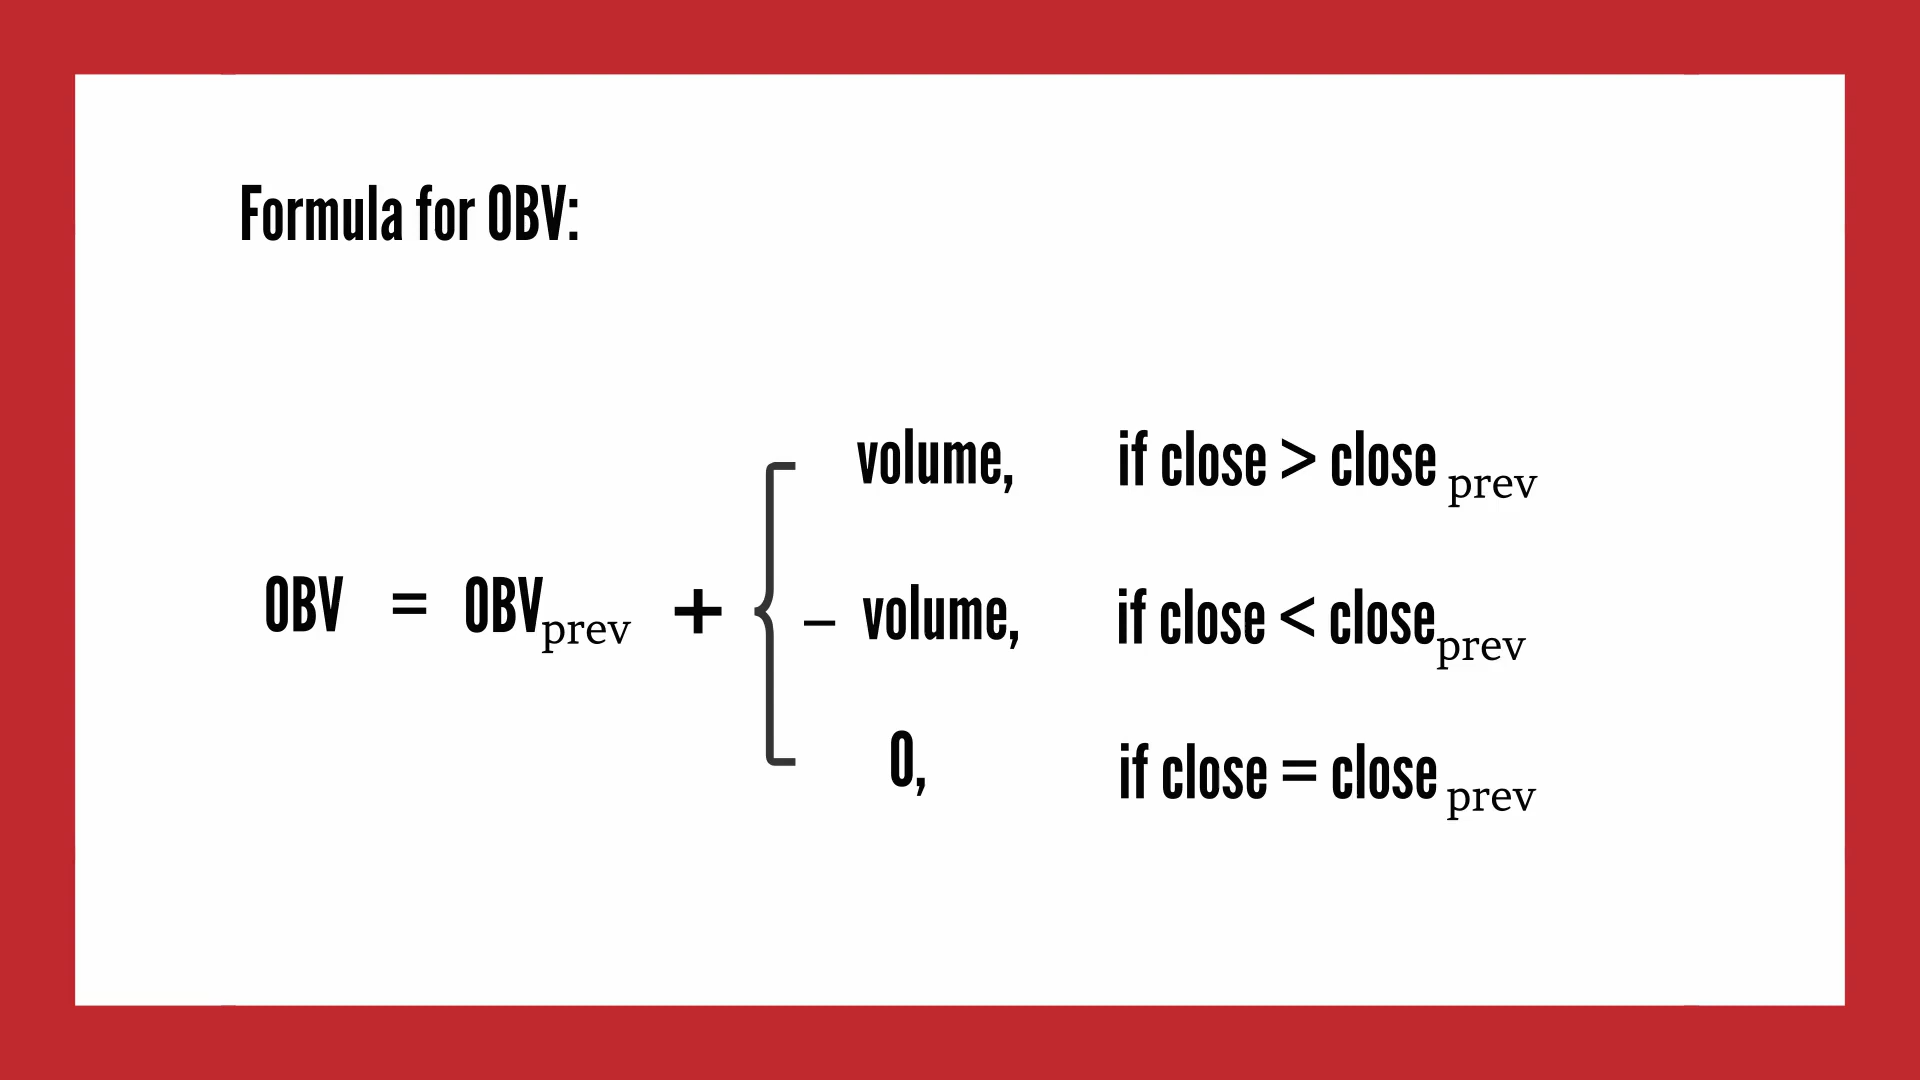 Formula for OBV:
volume, if close > close prev
OBV = OBVprev + { – volume, if close < closeprev
0, if close = close prev